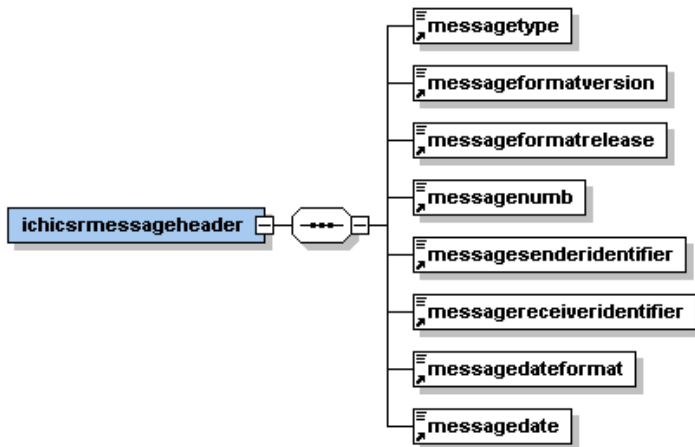 messagetype
messageformatversion
messageformatrelease
messagenumb
ichicsrmessageheader
messagesenderidentifier
messagereceiveridentifier
messagedateformat
messagedate